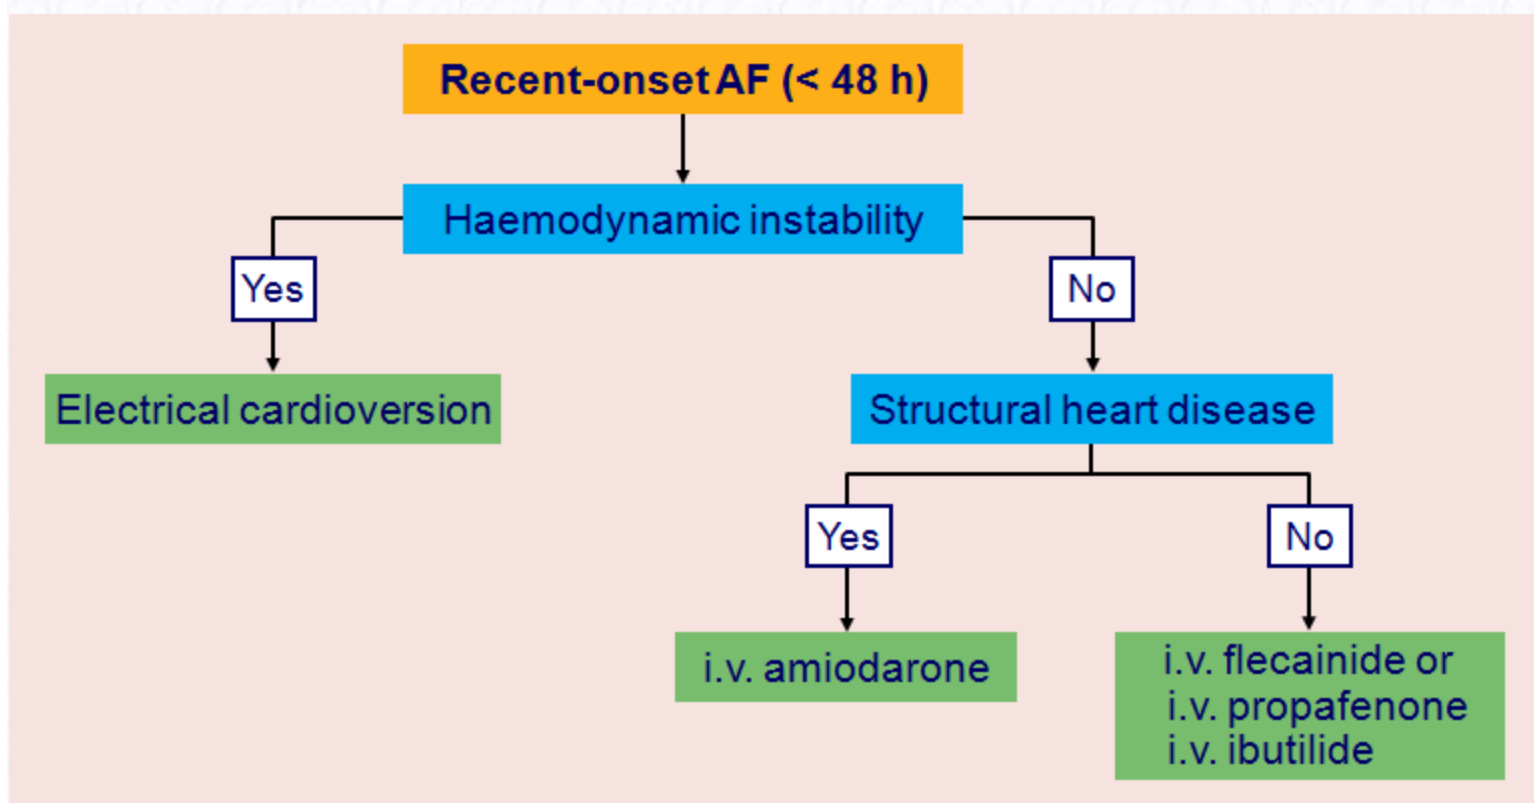 Recent-onset AF (< 48 h)
Haemodynamic instability
Yes
No
Electrical cardioversion
Structural heart disease
Yes
No
i.v. amiodarone
i.v. flecainide or
i.v. propafenone
i.v. ibutilide